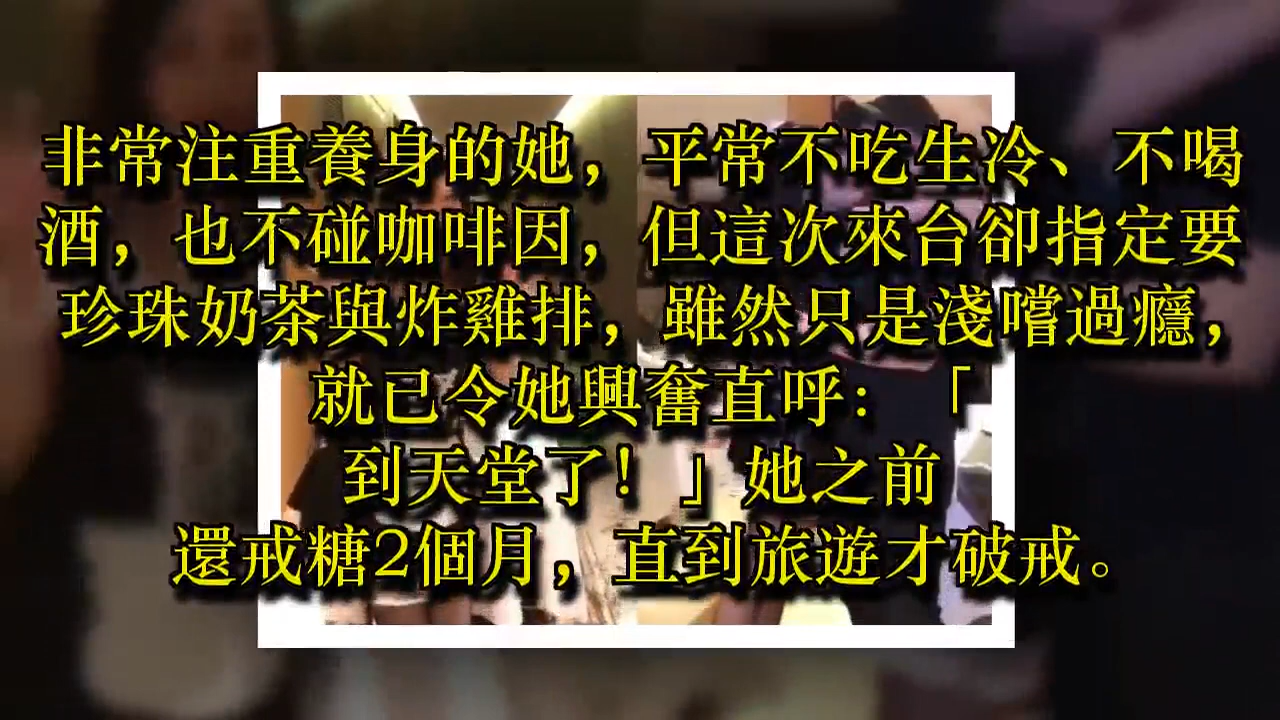 非常注重養身的她，平常不吃生冷、不喝
酒，也不碰咖啡因，但這次來台卻指定要
珍珠奶茶與炸雞排，雖然只是淺嚐過癮，
就已令她興奮直呼：「
到天堂了！」她之前
還戒糖2個月，直到旅遊才破戒。